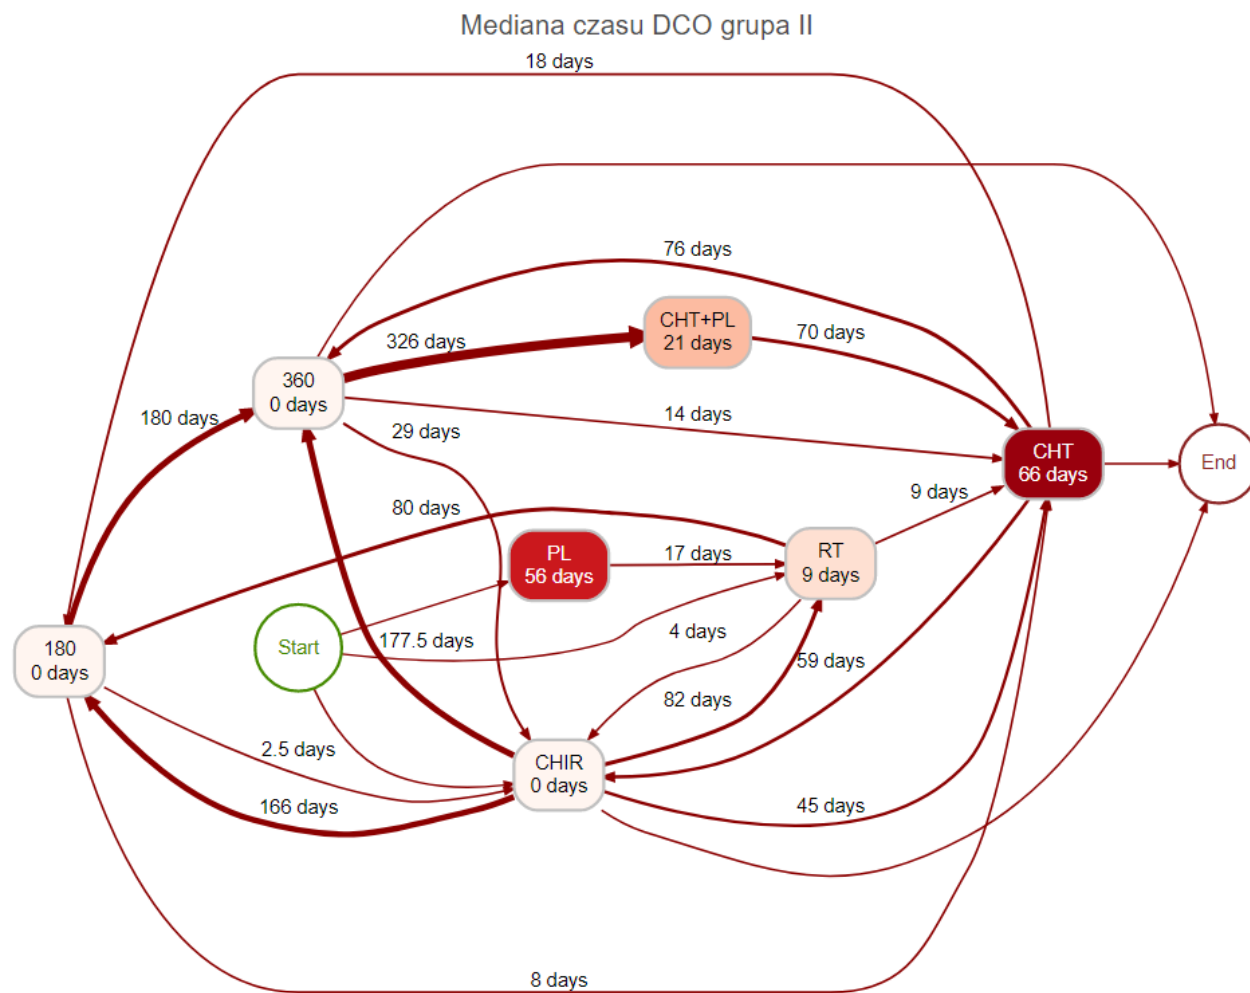 Mediana czasu DCO grupa II
18 days
76 days
CHT+PL
21 days
326 days
70 days
360
0 days
180 days
14 days
29 days
CHT
66 days
End
9 days
80 days
PL
56 days
17 days
RT
9 days
Start
177.5 days
4 days
59 days
180
0 days
82 days
2.5 days
CHIR
0 days
166 days
45 days
8 days